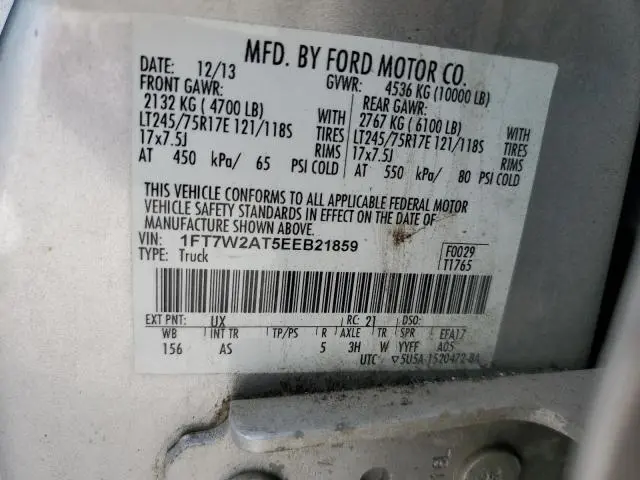 MFD. BY FORD MOTOR CO.
DATE: 12/13 GVWR: 4536 KG (10000 LB)
FRONT GAWR: REAR GAWR:
2132 KG ( 4700 LB) WITH 2767 KG ( 6100 LB) WITH
LT245/75R17E 121/118S TIRES LT245/75R17E 121/118S TIRES
17x7.5J RIMS 17x7.5J RIMS
AT 450 kPa/ 65 PSI COLD AT 550 kPa/ 80 PSI COLD
THIS VEHICLE CONFORMS TO ALL APPLICABLE FEDERAL MOTOR
VEHICLE SAFETY STANDARDS IN EFFECT ON THE DATE OF
MANUFACTURE SHOWN ABOVE.
VIN: 1FT7W2AT5EEB21859 F0029
TYPE: Truck T1765
EXT PNT: UX RC: 21 DSO:
WB INT TR TP/PS R AXLE TR SPR EFA17
156 AS 5 3H W YYFF A05
UTC ▽5U5A-1520472-BA